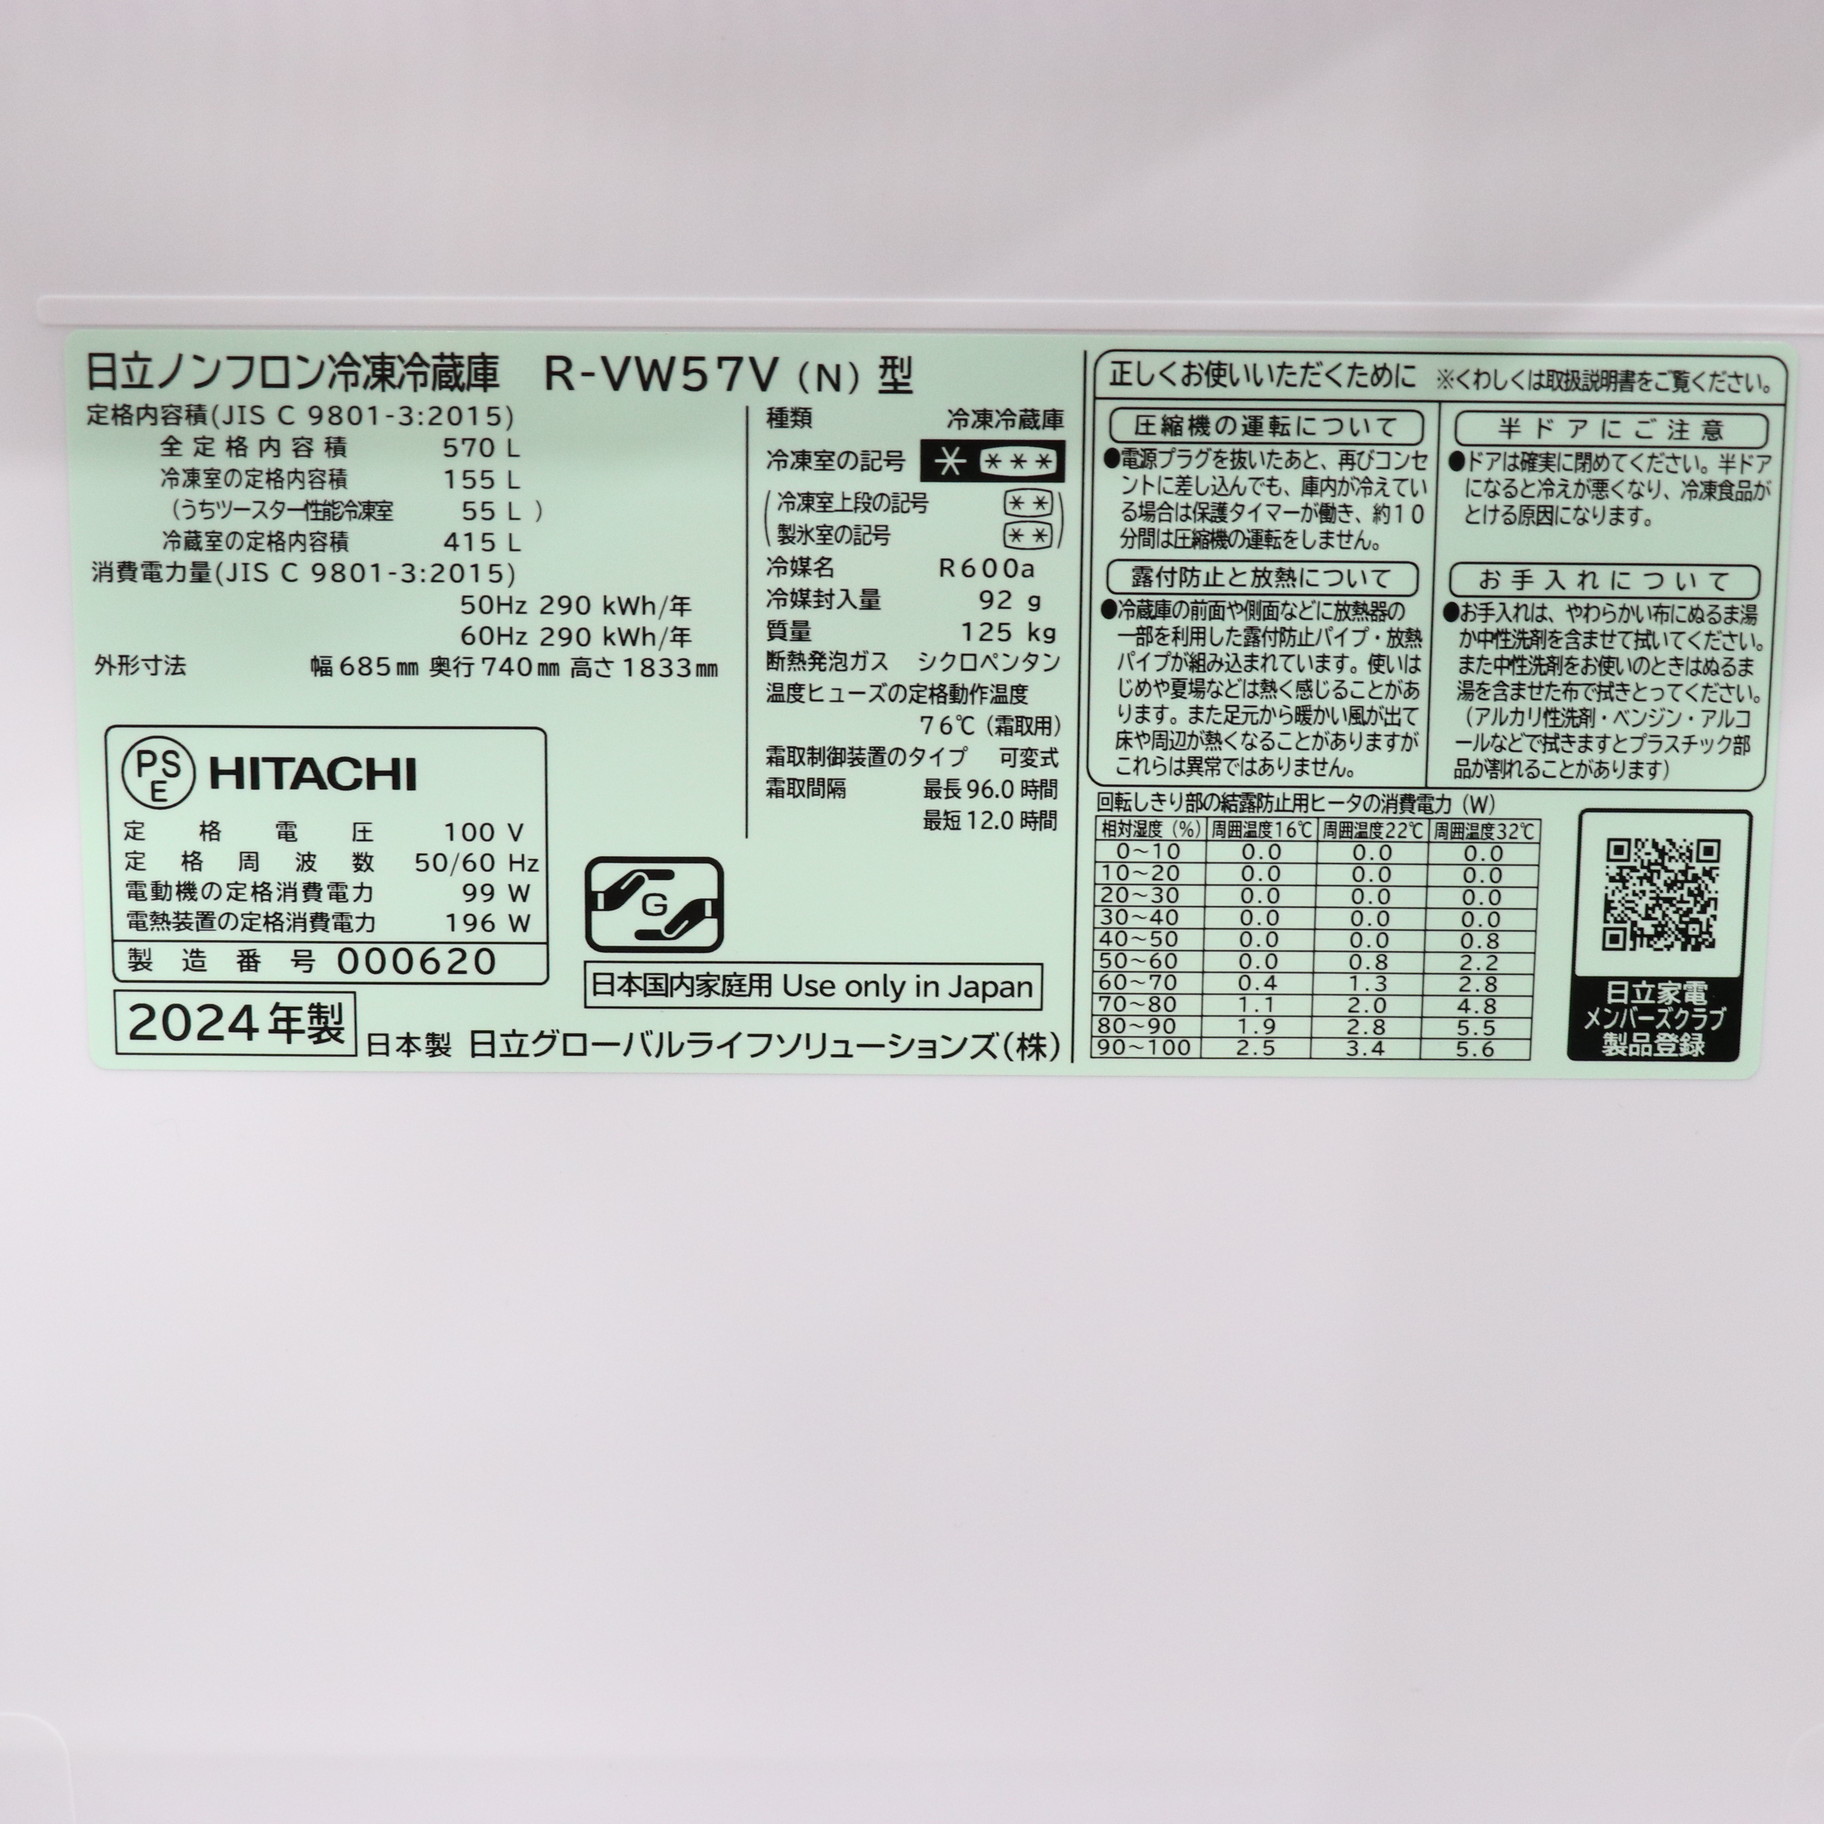 日立ノンフロン冷凍冷蔵庫 R-VW57V (N) 型
定格内容積(JIS C 9801-3:2015)
全定格内容積 570 L
冷凍室の定格内容積 155 L
(うちツースター性能冷凍室 55 L )
冷蔵室の定格内容積 415 L
消費電力量(JIS C 9801-3:2015)
50Hz 290 kWh/年
60Hz 290 kWh/年
外形寸法 幅685㎜ 奥行740㎜ 高さ1833㎜
PSE HITACHI
定格電圧 100 V
定格周波数 50/60 Hz
電動機の定格消費電力 99 W
電熱装置の定格消費電力 196 W
製造番号 000620
2024年製
日本製 日立グローバルライフソリューションズ(株)
種類 冷凍冷蔵庫
冷凍室の記号 * ***
(冷凍室上段の記号 **
製氷室の記号 **)
冷媒名 R600a
冷媒封入量 92 g
質量 125 kg
断熱発泡ガス シクロペンタン
温度ヒューズの定格動作温度
76℃(霜取用)
霜取制御装置のタイプ 可変式
霜取間隔 最長96.0時間
最短12.0時間
G
日本国内家庭用 Use only in Japan
正しくお使いいただくために ※くわしくは取扱説明書をご覧ください。
圧縮機の運転について
●電源プラグを抜いたあと、再びコンセ
ントに差し込んでも、庫内が冷えてい
る場合は保護タイマーが働き、約10
分間は圧縮機の運転をしません。
露付防止と放熱について
●冷蔵庫の前面や側面などに放熱器の
一部を利用した露付防止パイプ・放熱
パイプが組み込まれています。使いは
じめや夏場などは熱く感じることがあ
ります。また足元から暖かい風が出て
床や周辺が熱くなることがありますが
これらは異常ではありません。
半ドアにご注意
●ドアは確実に閉めてください。半ドア
になると冷えが悪くなり、冷凍食品が
とける原因になります。
お手入れについて
●お手入れは、やわらかい布にぬるま湯
か中性洗剤を含ませて拭いてください。
また中性洗剤をお使いのときはぬるま
湯を含ませた布で拭きとってください。
(アルカリ性洗剤・ベンジン・アルコ
ールなどで拭きますとプラスチック部
品が割れることがあります)
回転しきり部の結露防止用ヒータの消費電力(W)
相対湿度(%) 周囲温度16℃ 周囲温度22℃ 周囲温度32℃
0~10 0.0 0.0 0.0
10~20 0.0 0.0 0.0
20~30 0.0 0.0 0.0
30~40 0.0 0.0 0.0
40~50 0.0 0.0 0.8
50~60 0.0 0.8 2.2
60~70 0.4 1.3 2.8
70~80 1.1 2.0 4.8
80~90 1.9 2.8 5.5
90~100 2.5 3.4 5.6
日立家電
メンバーズクラブ
製品登録